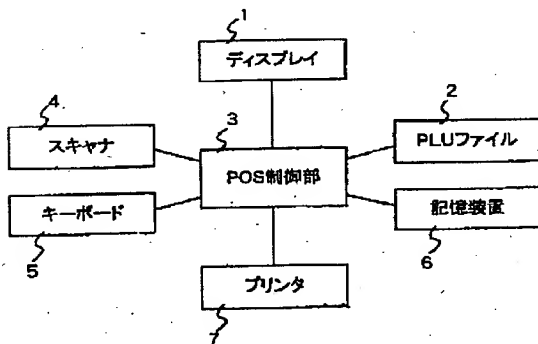 1
ディスプレイ
4
スキャナ
3
POS制御部
2
PLUファイル
キーボード
5
記憶装置
6
プリンタ
7